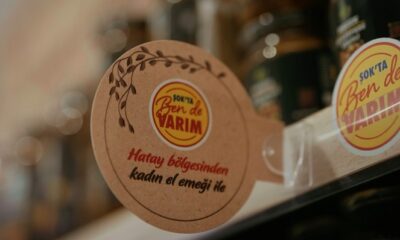 ŞOK'TA
Ben de
VARIM
Hatay bölgesinden
kadın el emeği ile
ŞOK'TA
Ben de
VARIM